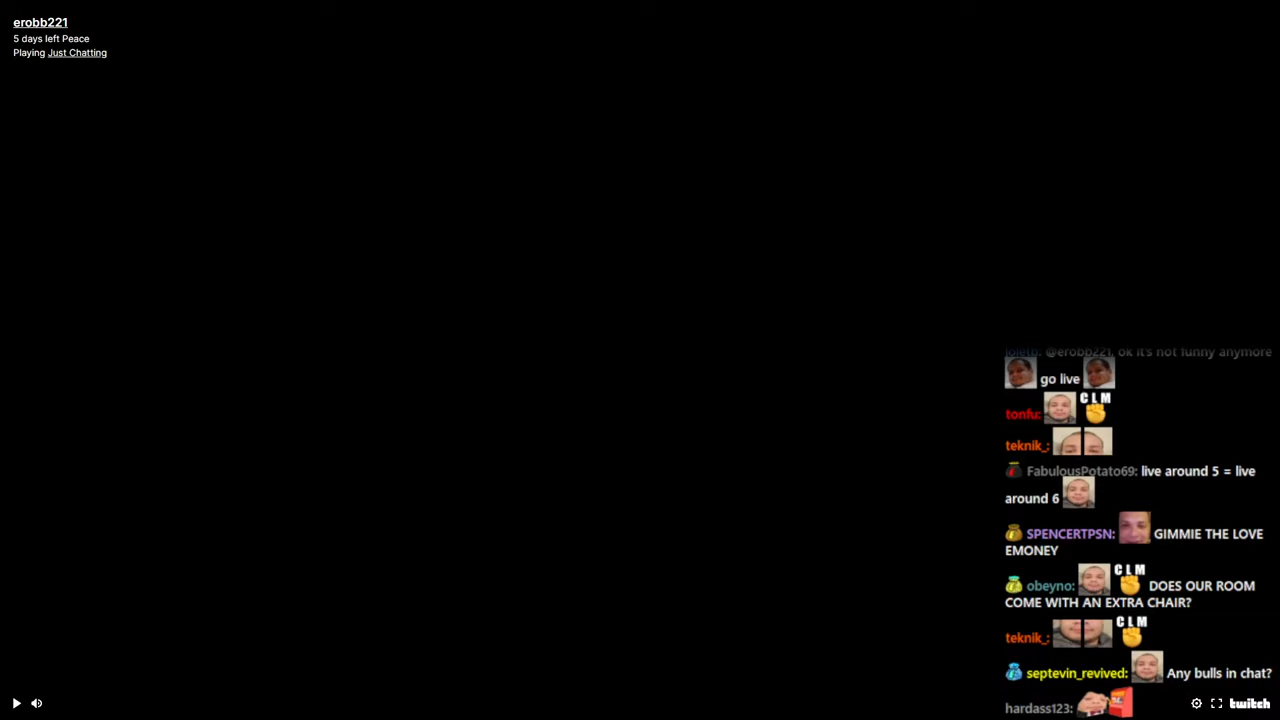 erobb221
5 days left Peace
Playing Just Chatting
@erobb221, ok it's not funny anymore
go live
tonfu: CLM
teknik_:
FabulousPotato69: live around 5 = live
around 6
SPENCERTPSN: GIMMIE THE LOVE
EMONEY
obeyno: CLM DOES OUR ROOM
COME WITH AN EXTRA CHAIR?
teknik_: CLM
septevin_revived: Any bulls in chat?
hardass123:
twitch